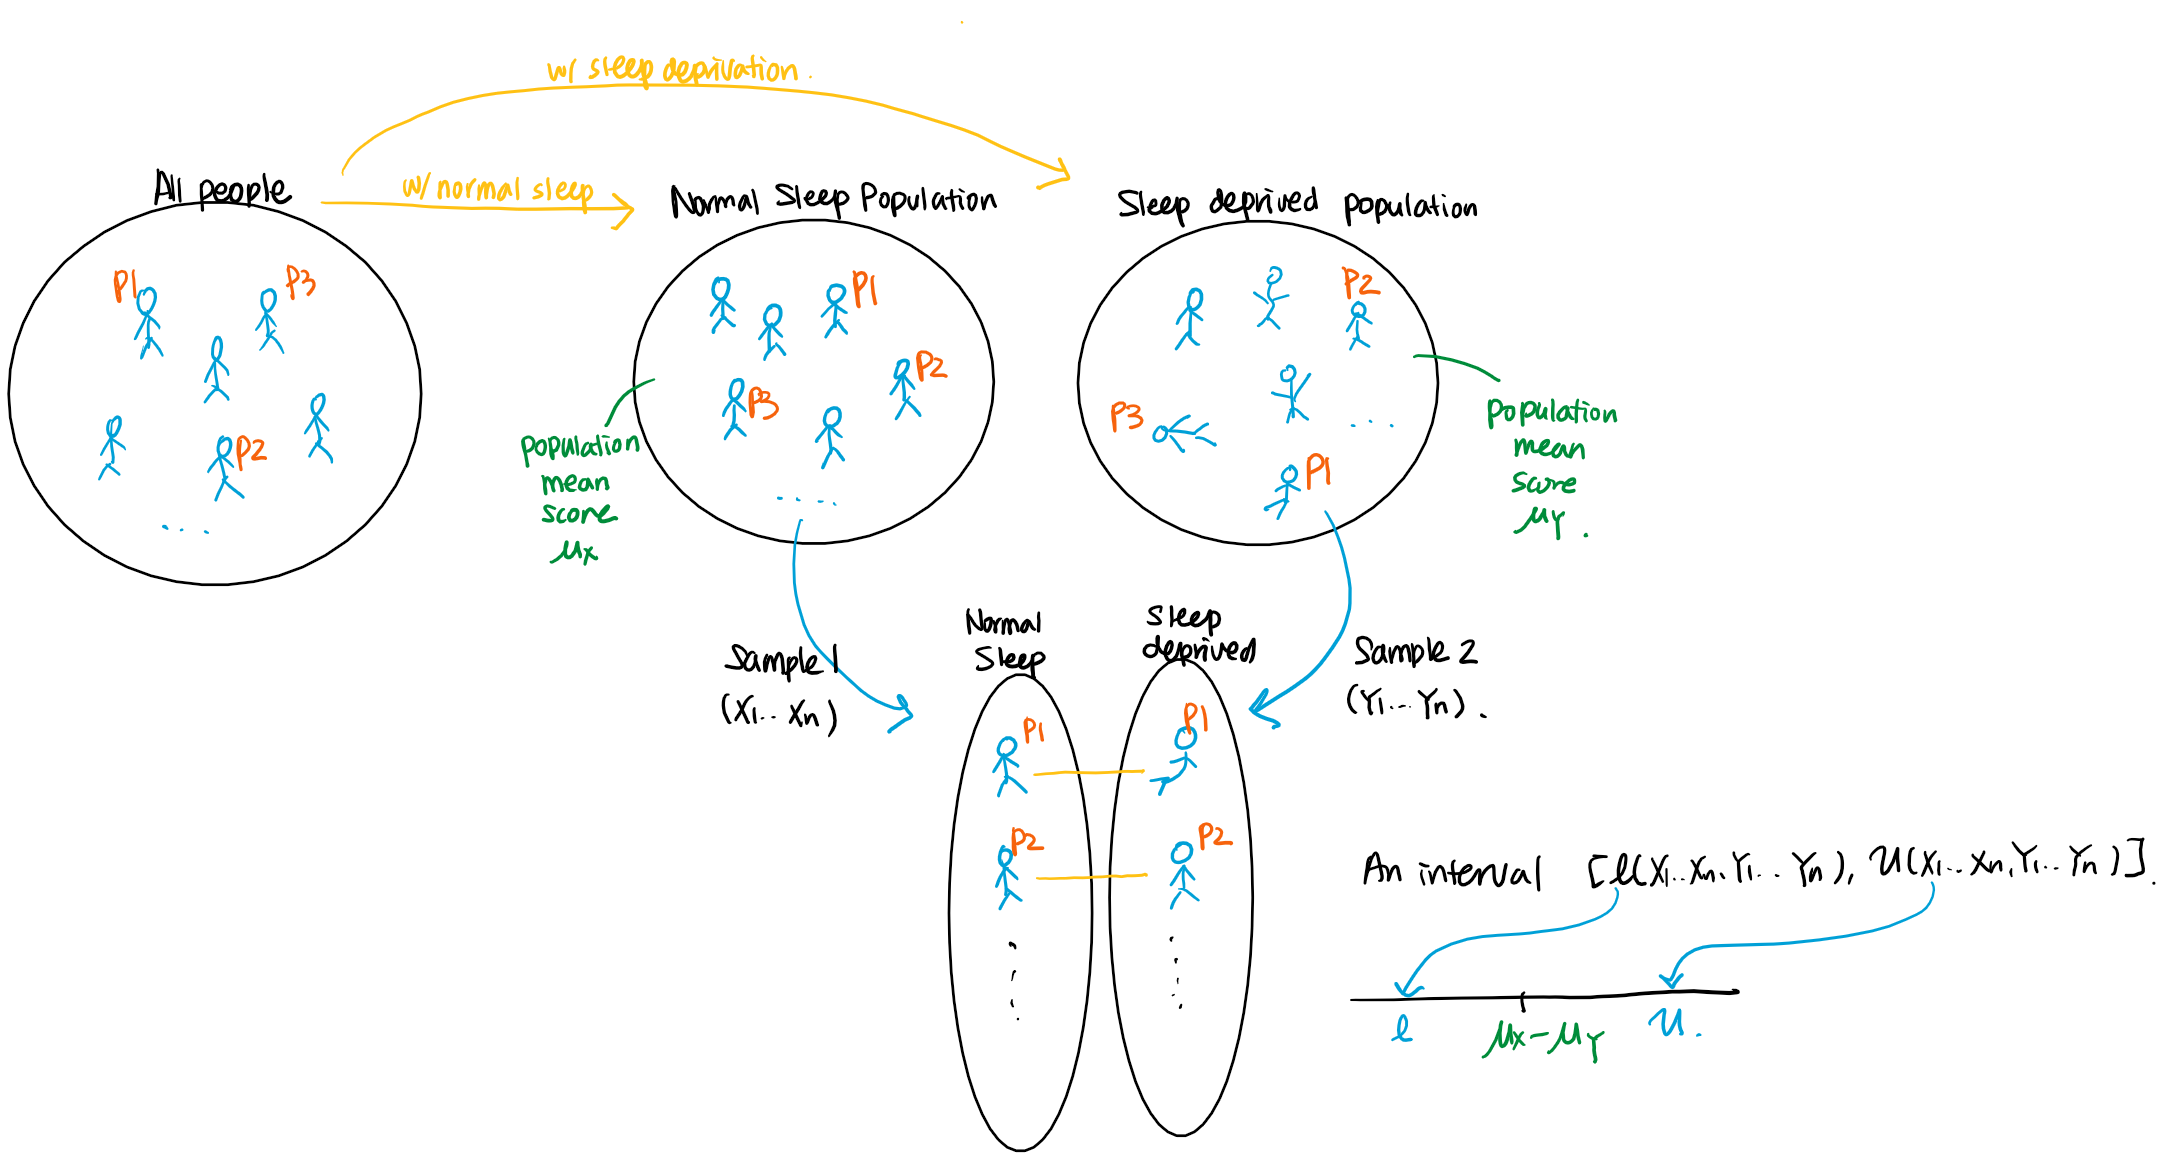 w/ sleep deprivation.
All people
w/ normal sleep
Normal Sleep Population
Sleep deprived population
P1
P3
P2
. . .
P1
P2
P3
. . . .
P2
P3
P1
. . .
population
mean
score
μx
population
mean
score
μY.
Normal
Sleep
Sleep
deprived
Sample 1
(X1... Xn)
Sample 2
(Y1... Yn).
P1
P1
P2
P2
An interval [l(X1... Xn, Y1... Yn), U(X1... Xn, Y1... Yn)].
l
μx - μY
U.